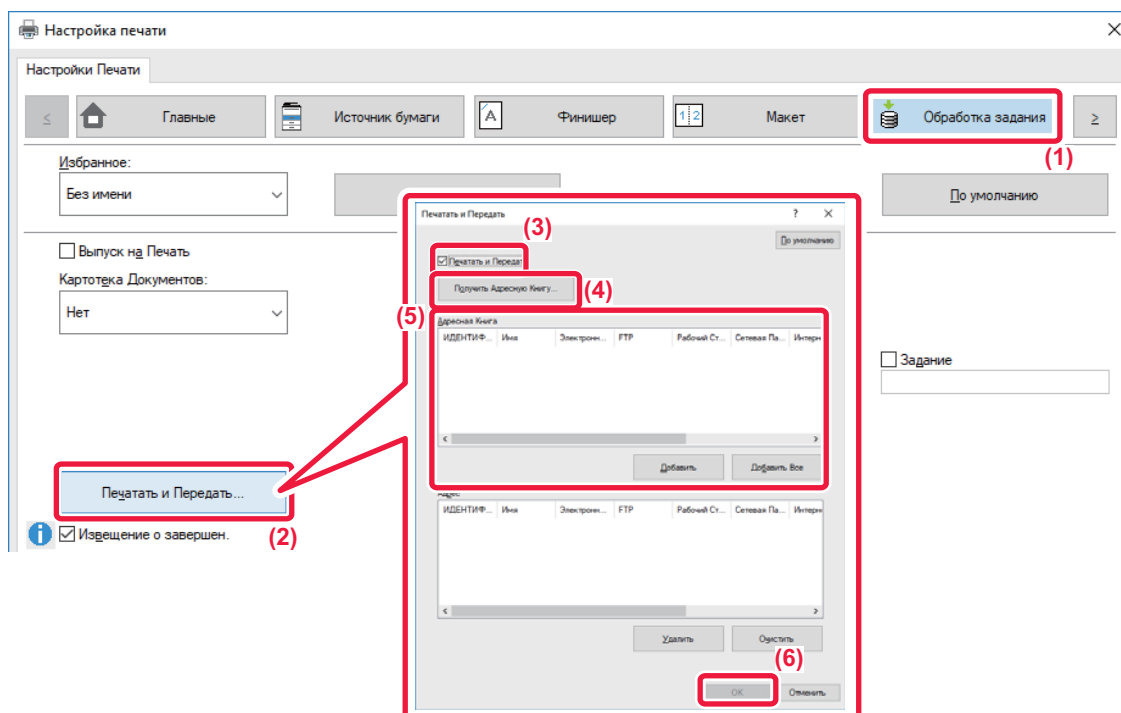 Настройка печати
Настройки Печати
< Главные Источник бумаги Финишер 1 2 Макет Обработка задания >
(1)
Избранное:
Без имени
По умолчанию
Печатать и Передать ? X
(3)
По умолчанию
Выпуск на Печать
Печатать и Передат
Картотека Документов:
Получить Адресную Книгу...
(4)
Нет
(5)
Адресная Книга
ИДЕНТИФ... Имя Электронн... FTP Рабочий Ст... Сетевая Па... Интерн
Задание
Добавить Добавить Все
Печатать и Передать...
Адрес
ИДЕНТИФ... Имя Электронн... FTP Рабочий Ст... Сетевая Па... Интерн
(2)
i Извещение о завершен.
Удалить Очистить
(6)
OK Отменить